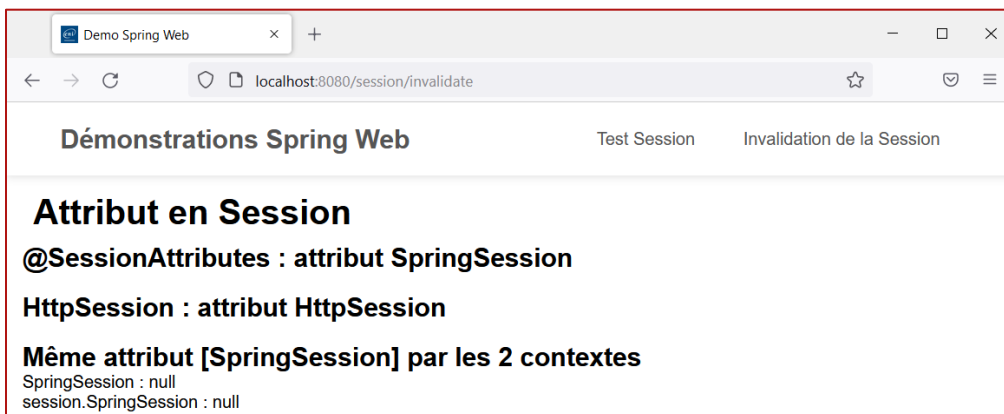 Demo Spring Web
localhost:8080/session/invalidate
Démonstrations Spring Web
Test Session
Invalidation de la Session
Attribut en Session
@SessionAttributes : attribut SpringSession
HttpSession : attribut HttpSession
Même attribut [SpringSession] par les 2 contextes
SpringSession : null
session.SpringSession : null